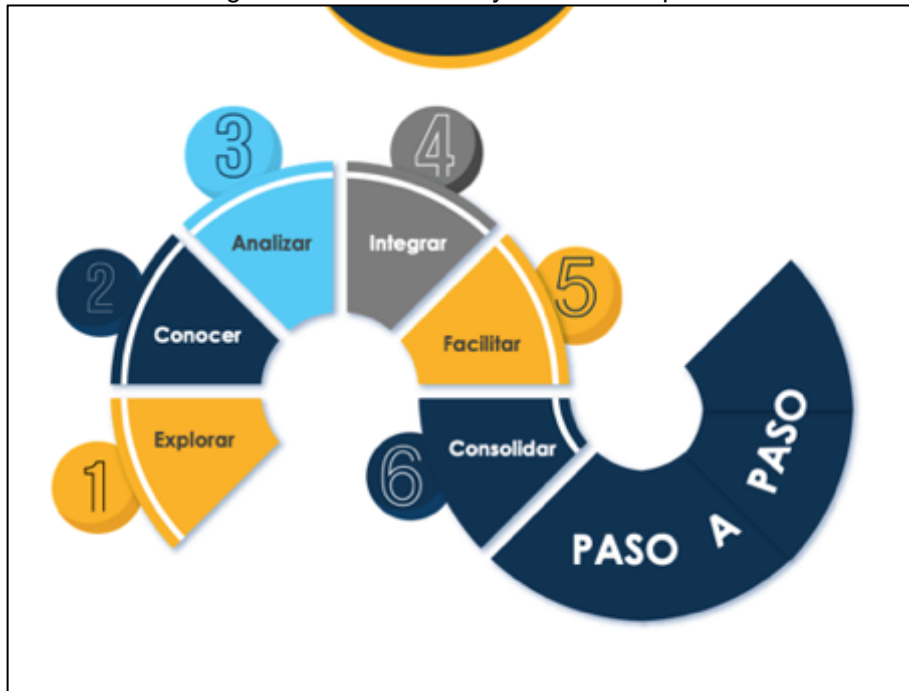 1
Explorar
2
Conocer
3
Analizar
4
Integrar
5
Facilitar
6
Consolidar
PASO A PASO